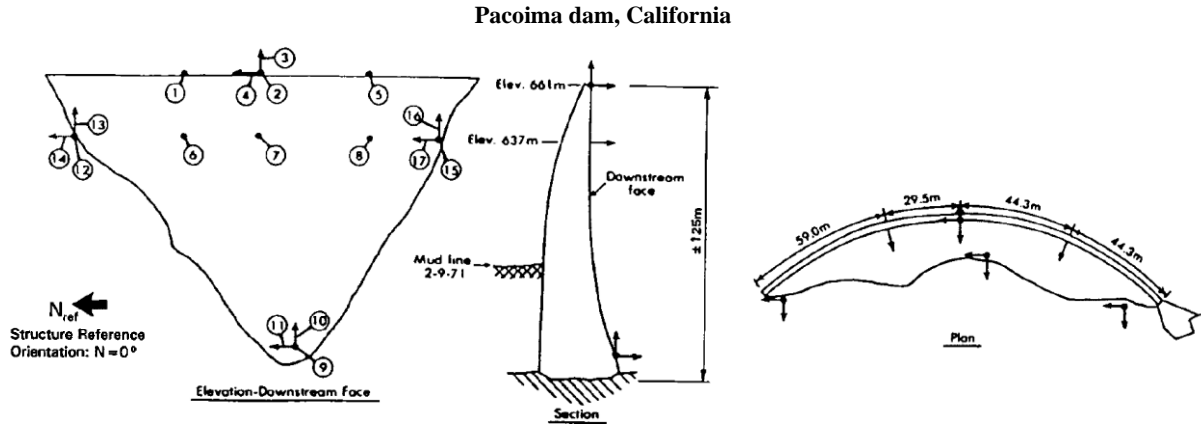 Pacoima dam, California
3
1
4
2
5
13
16
14
12
6
7
8
17
15
11
10
9
N ref
Structure Reference
Orientation: N=0°
Elevation-Downstream Face
Elev. 661m
Elev. 637m
Downstream
face
±125m
Mud line
2-9-71
Section
59.0m
29.5m
44.3m
44.3m
Plan